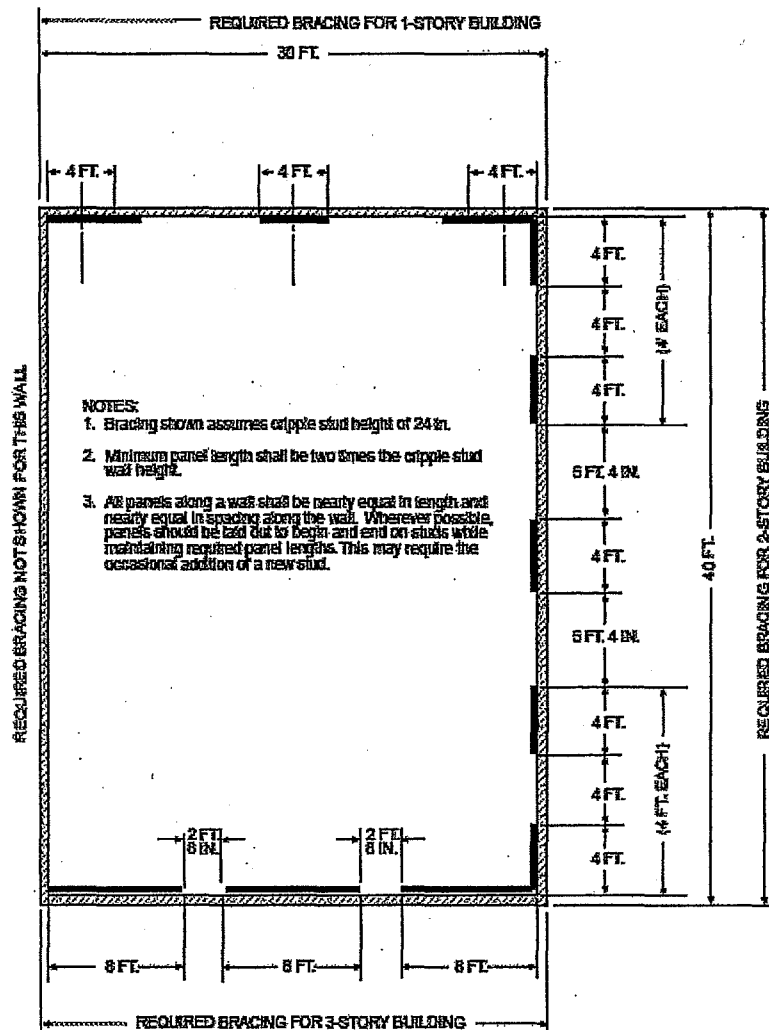 REQUIRED BRACING FOR 1-STORY BUILDING
30 FT.
4 FT.
4 FT.
4 FT.
4 FT.
4 FT.
4 FT.
(4' EACH)
5 FT. 4 IN.
4 FT.
5 FT. 4 IN.
4 FT.
4 FT.
4 FT.
(4 FT. EACH)
40 FT.
REQUIRED BRACING FOR 2-STORY BUILDING
REQUIRED BRACING NOT SHOWN FOR THIS WALL
NOTES:
1. Bracing shown assumes cripple stud height of 24 in.
2. Minimum panel length shall be two times the cripple stud
wall height.
3. All panels along a wall shall be nearly equal in length and
nearly equal in spacing along the wall. Wherever possible,
panels should be laid out to begin and end on studs while
maintaining required panel lengths. This may require the
occasional addition of a new stud.
2 FT.
6 IN.
2 FT.
6 IN.
8 FT.
8 FT.
8 FT.
REQUIRED BRACING FOR 3-STORY BUILDING